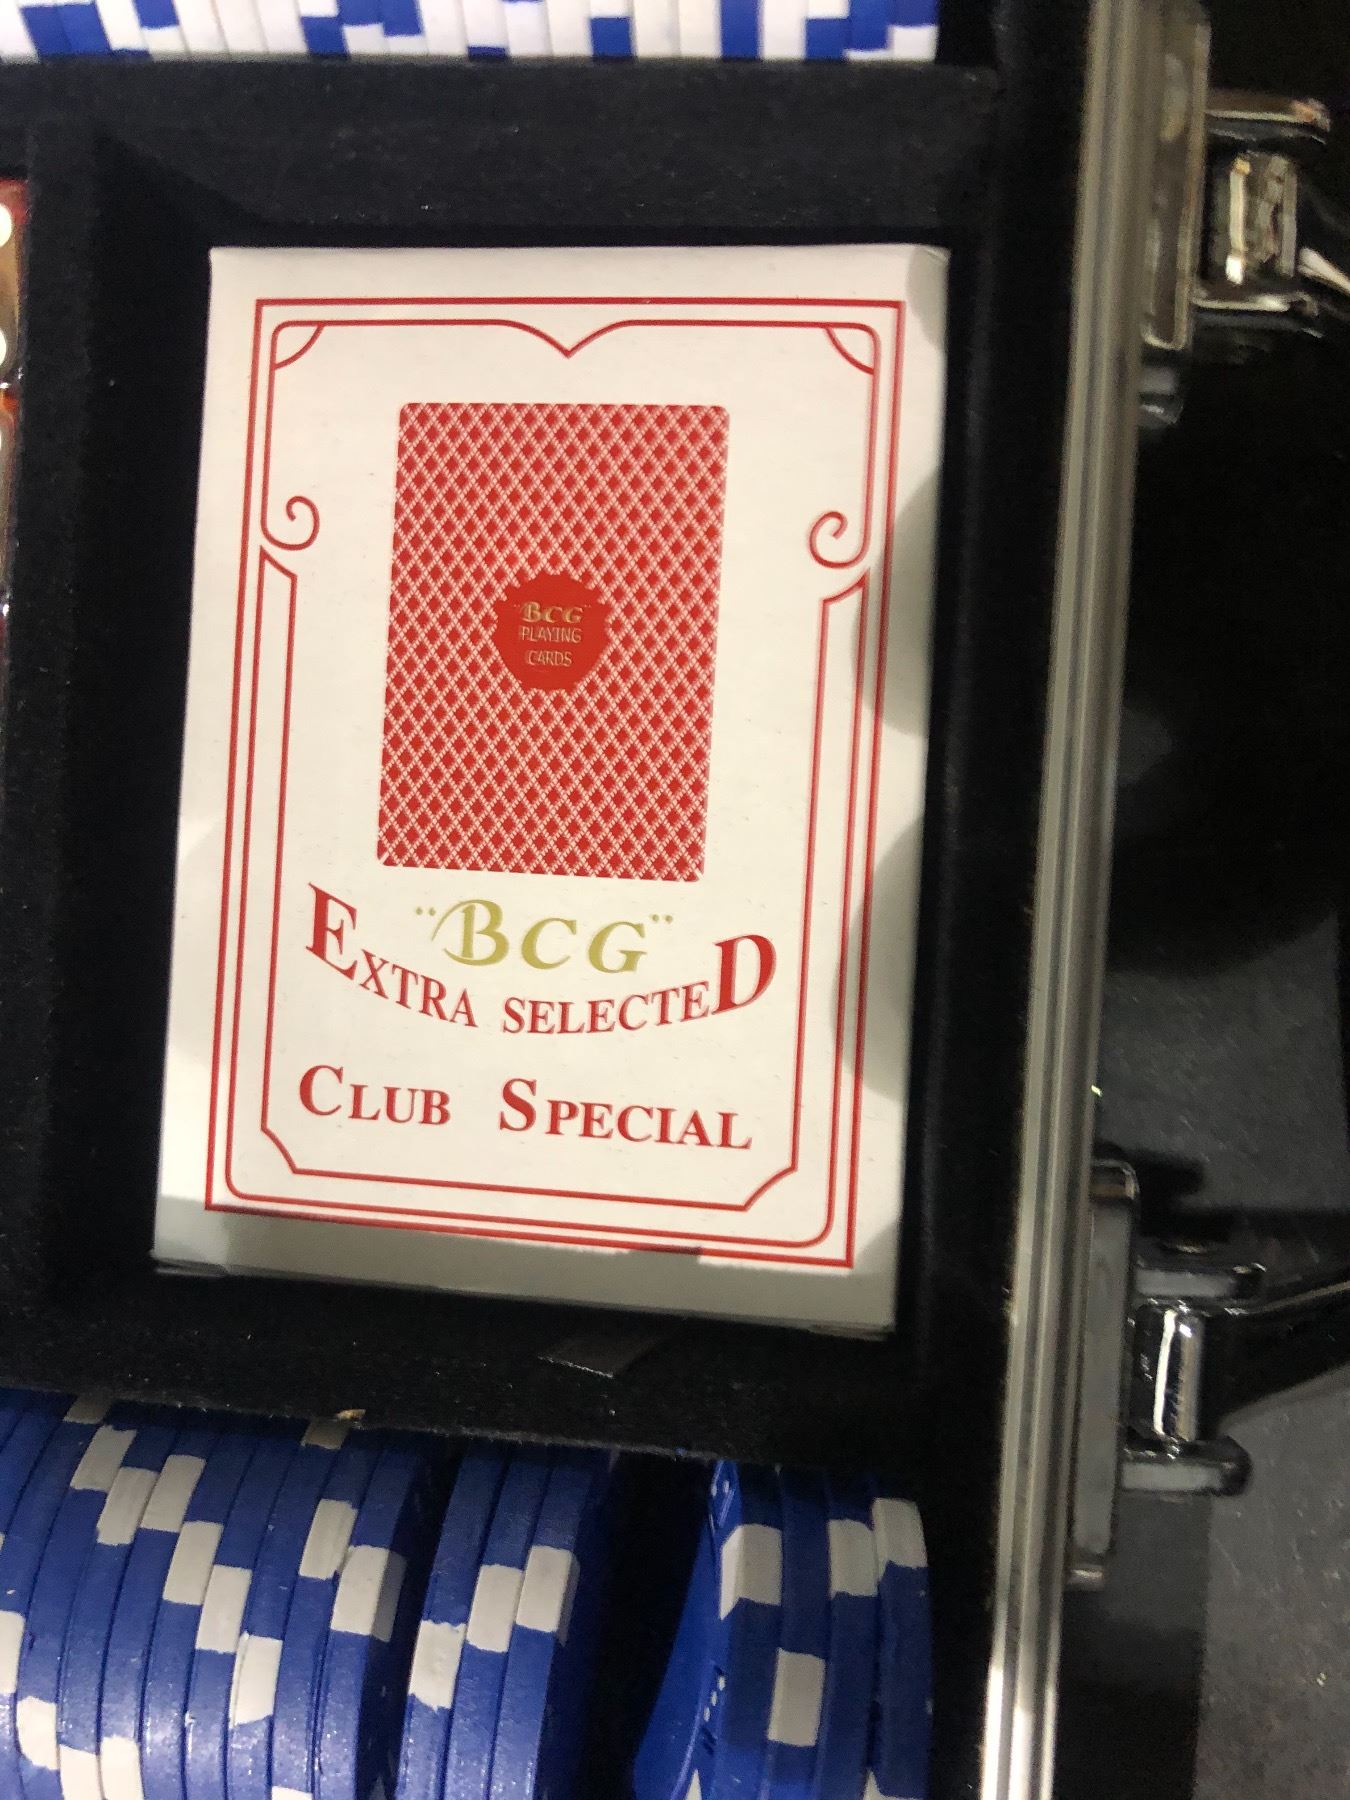 "BCG"
PLAYING
CARDS
"BCG"
EXTRA SELECTED
CLUB SPECIAL